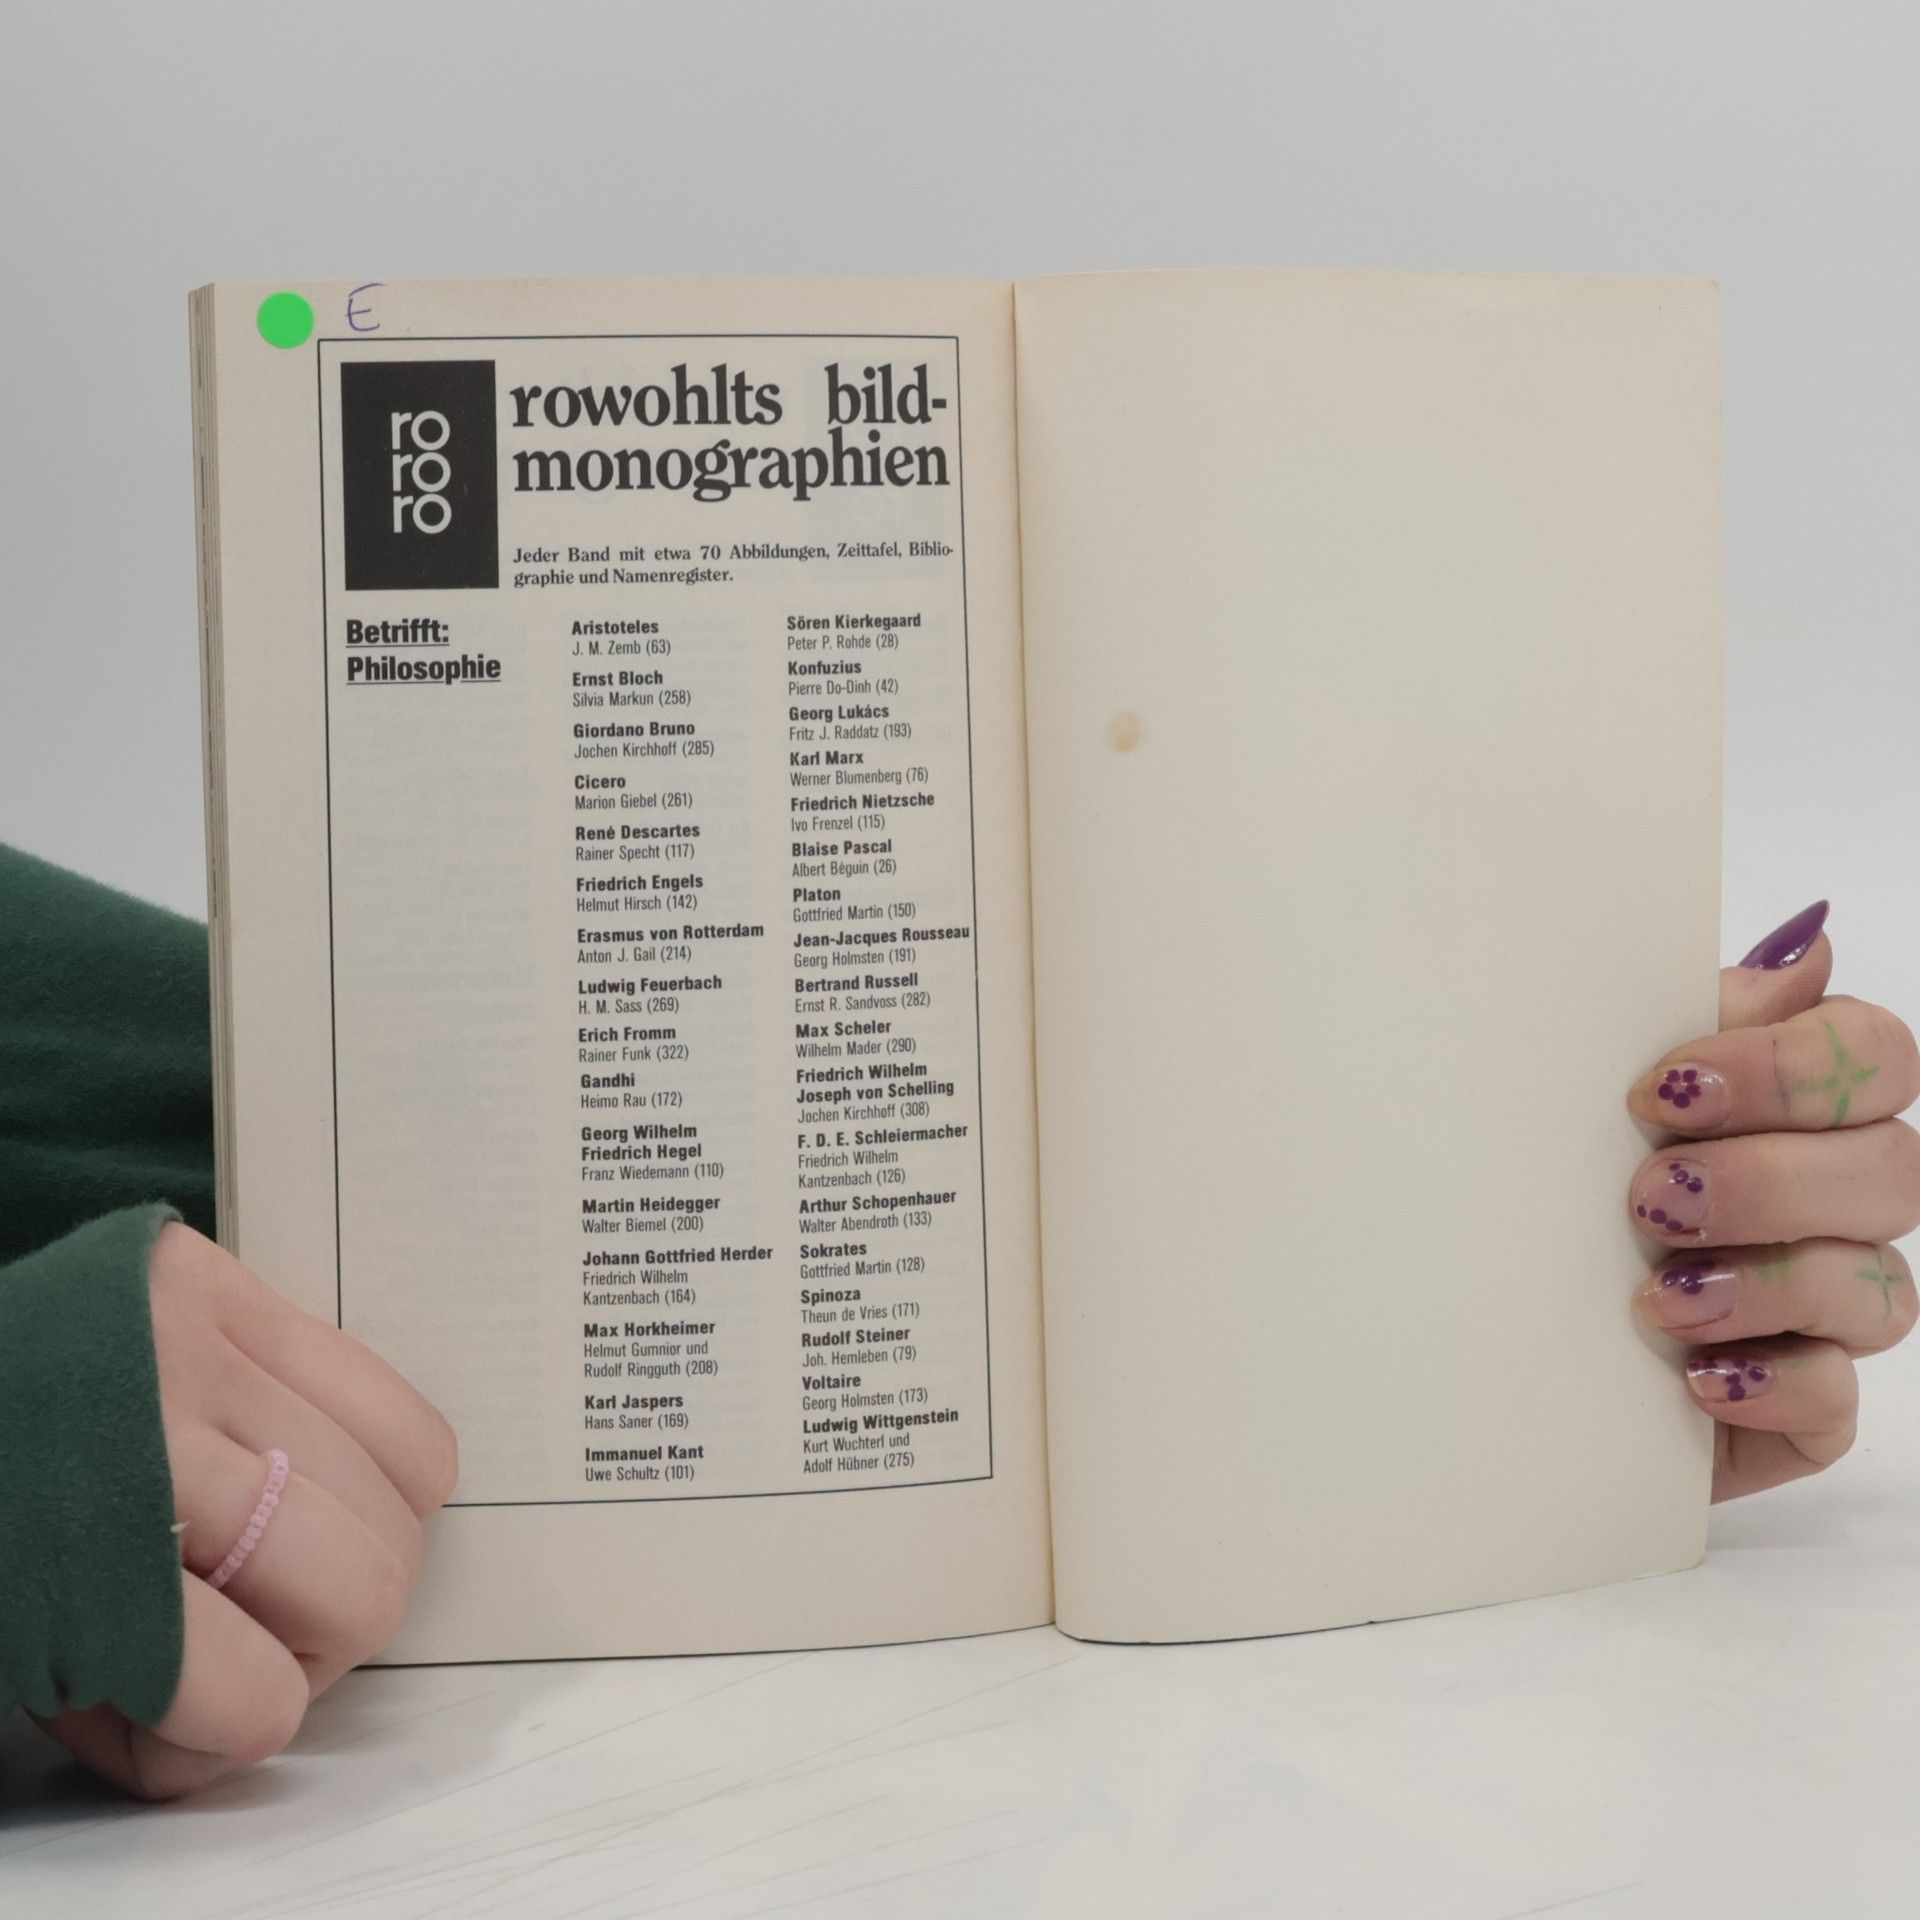 E
ro
ro
ro
rowohlts bild-
monographien
Jeder Band mit etwa 70 Abbildungen, Zeittafel, Biblio-
graphie und Namenregister.
Betrifft:
Philosophie
Aristoteles
J. M. Zemb (63)
Ernst Bloch
Silvia Markun (258)
Giordano Bruno
Jochen Kirchhoff (285)
Cicero
Marion Giebel (261)
René Descartes
Rainer Specht (117)
Friedrich Engels
Helmut Hirsch (142)
Erasmus von Rotterdam
Anton J. Gail (214)
Ludwig Feuerbach
H. M. Sass (269)
Erich Fromm
Rainer Funk (322)
Gandhi
Heimo Rau (172)
Georg Wilhelm
Friedrich Hegel
Franz Wiedemann (110)
Martin Heidegger
Walter Biemel (200)
Johann Gottfried Herder
Friedrich Wilhelm
Kantzenbach (164)
Max Horkheimer
Helmut Gumnior und
Rudolf Ringguth (208)
Karl Jaspers
Hans Saner (169)
Immanuel Kant
Uwe Schultz (101)
Sören Kierkegaard
Peter P. Rohde (28)
Konfuzius
Pierre Do-Dinh (42)
Georg Lukács
Fritz J. Raddatz (193)
Karl Marx
Werner Blumenberg (76)
Friedrich Nietzsche
Ivo Frenzel (115)
Blaise Pascal
Albert Béguin (26)
Platon
Gottfried Martin (150)
Jean-Jacques Rousseau
Georg Holmsten (191)
Bertrand Russell
Ernst R. Sandvoss (282)
Max Scheler
Wilhelm Mader (290)
Friedrich Wilhelm
Joseph von Schelling
Jochen Kirchhoff (308)
F. D. E. Schleiermacher
Friedrich Wilhelm
Kantzenbach (126)
Arthur Schopenhauer
Walter Abendroth (133)
Sokrates
Gottfried Martin (128)
Spinoza
Theun de Vries (171)
Rudolf Steiner
Joh. Hemleben (79)
Voltaire
Georg Holmsten (173)
Ludwig Wittgenstein
Kurt Wuchterl und
Adolf Hübner (275)